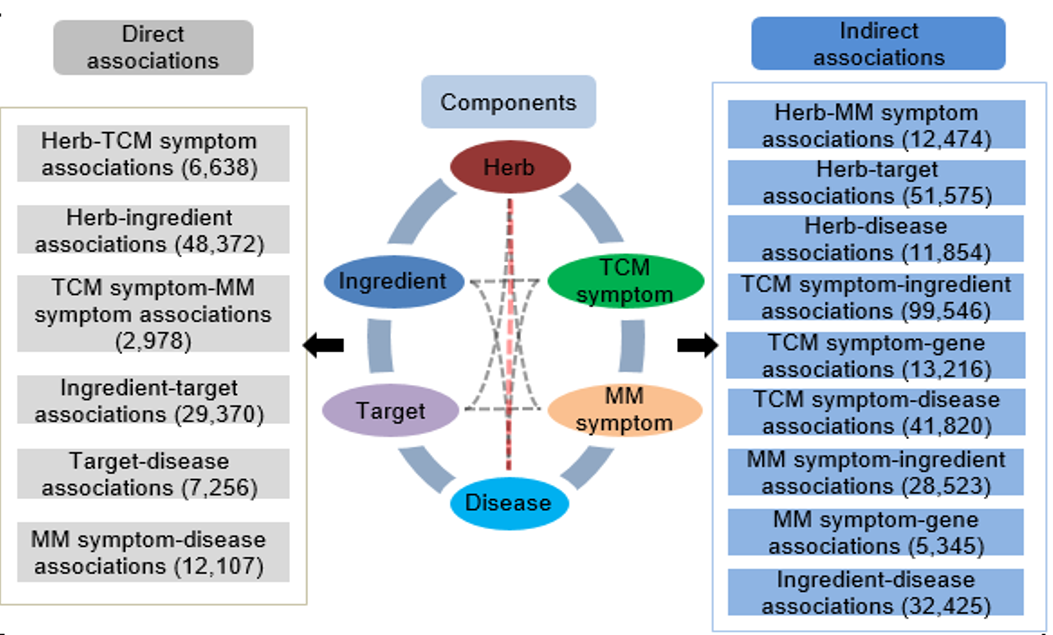 Direct
associations
Herb-TCM symptom
associations (6,638)
Herb-ingredient
associations (48,372)
TCM symptom-MM
symptom associations
(2,978)
Ingredient-target
associations (29,370)
Target-disease
associations (7,256)
MM symptom-disease
associations (12,107)
Components
Herb
Ingredient
TCM
symptom
Target
MM
symptom
Disease
Indirect
associations
Herb-MM symptom
associations (12,474)
Herb-target
associations (51,575)
Herb-disease
associations (11,854)
TCM symptom-ingredient
associations (99,546)
TCM symptom-gene
associations (13,216)
TCM symptom-disease
associations (41,820)
MM symptom-ingredient
associations (28,523)
MM symptom-gene
associations (5,345)
Ingredient-disease
associations (32,425)